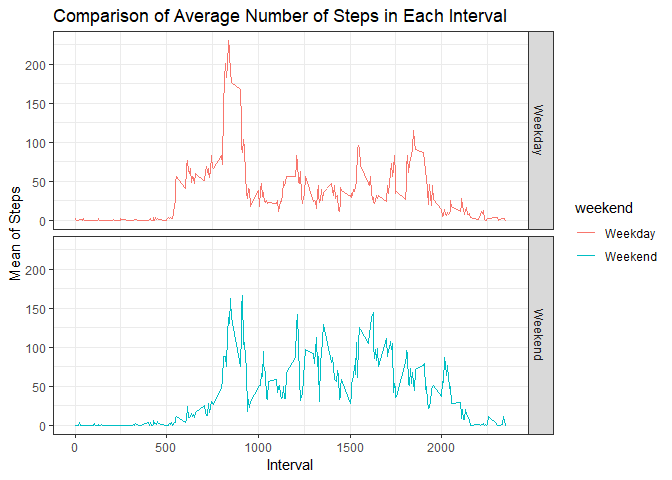 Comparison of Average Number of Steps in Each Interval
Mean of Steps
200
150
100
50
0
Weekday
200
150
100
50
0
Weekend
0
500
1000
1500
2000
Interval
weekend
Weekday
Weekend